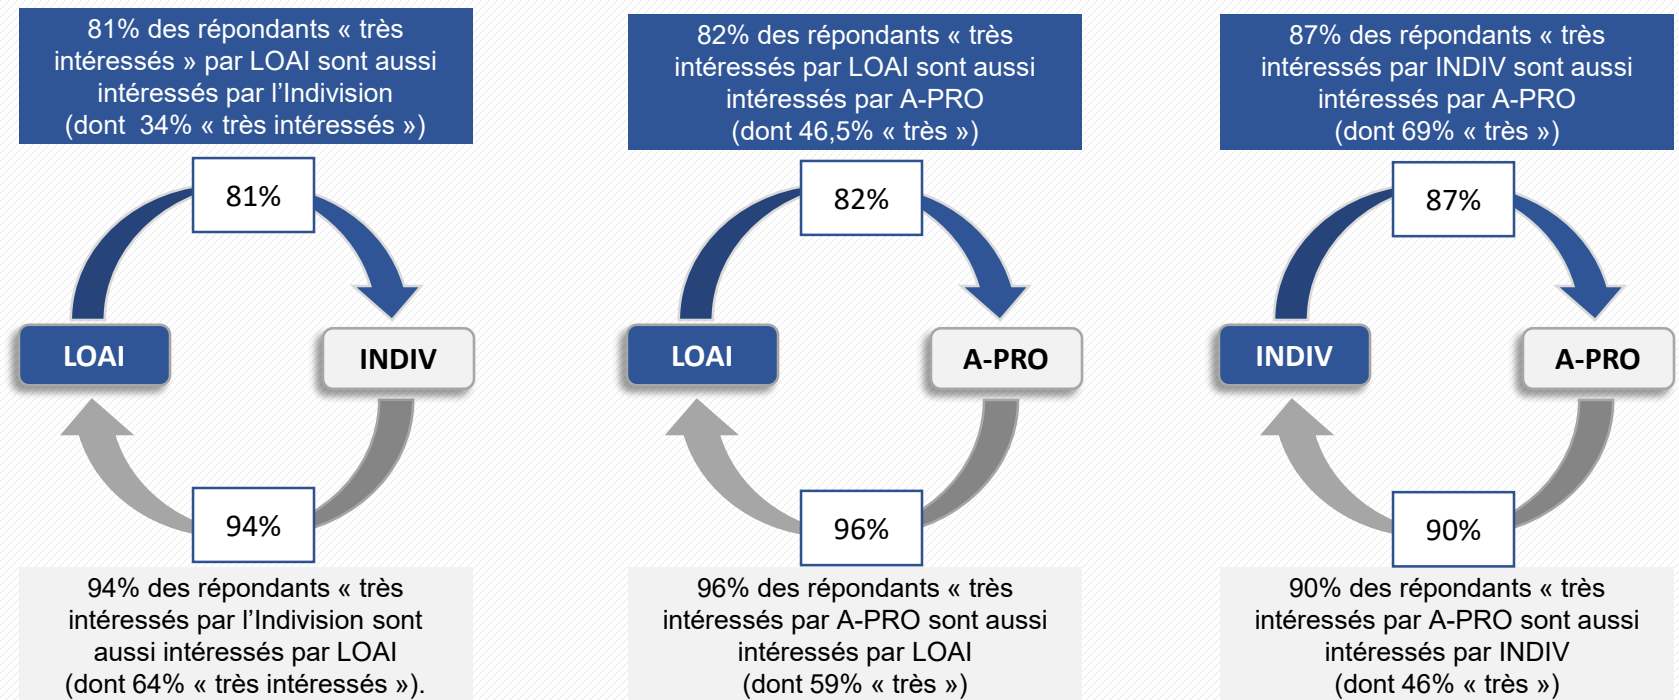 81% des répondants « très
intéressés » par LOAI sont aussi
intéressés par l’Indivision
(dont 34% « très intéressés »)
81%
LOAI
INDIV
94%
94% des répondants « très
intéressés par l’Indivision sont
aussi intéressés par LOAI
(dont 64% « très intéressés »).
82% des répondants « très
intéressés par LOAI sont aussi
intéressés par A-PRO
(dont 46,5% « très »)
82%
LOAI
A-PRO
96%
96% des répondants « très
intéressés par A-PRO sont aussi
intéressés par LOAI
(dont 59% « très »)
87% des répondants « très
intéressés par INDIV sont aussi
intéressés par A-PRO
(dont 69% « très »)
87%
INDIV
A-PRO
90%
90% des répondants « très
intéressés par A-PRO sont aussi
intéressés par INDIV
(dont 46% « très »)